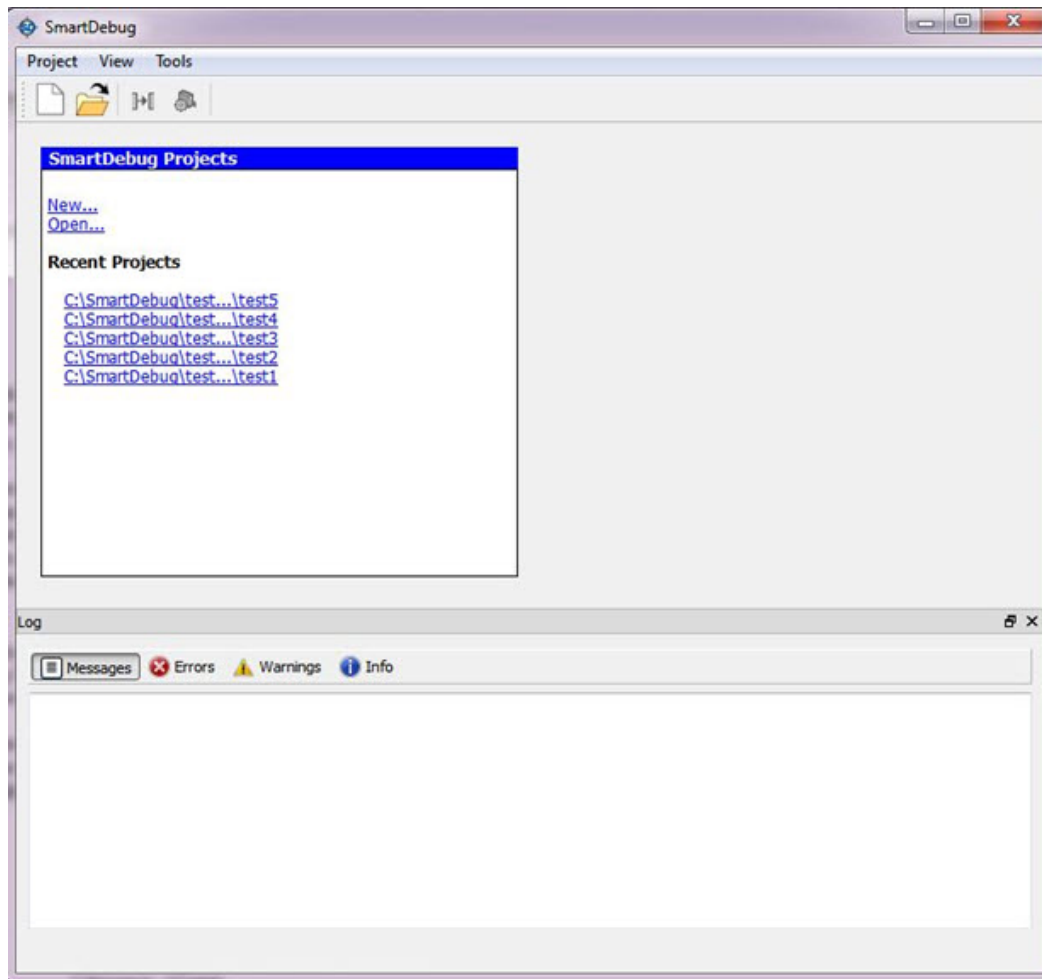 SmartDebug
Project View Tools
SmartDebug Projects
New...
Open...
Recent Projects
C:\SmartDebug\test...\test5
C:\SmartDebug\test...\test4
C:\SmartDebug\test...\test3
C:\SmartDebug\test...\test2
C:\SmartDebug\test...\test1
Log
Messages Errors Warnings Info